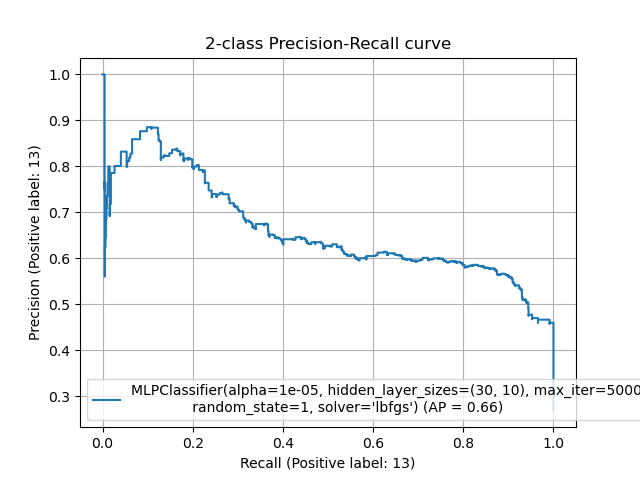 2-class Precision-Recall curve
1.0
0.9
0.8
0.7
0.6
0.5
0.4
0.3
Precision (Positive label: 13)
MLPClassifier(alpha=1e-05, hidden_layer_sizes=(30, 10), max_iter=5000
random_state=1, solver='lbfgs') (AP = 0.66)
0.0 0.2 0.4 0.6 0.8 1.0
Recall (Positive label: 13)